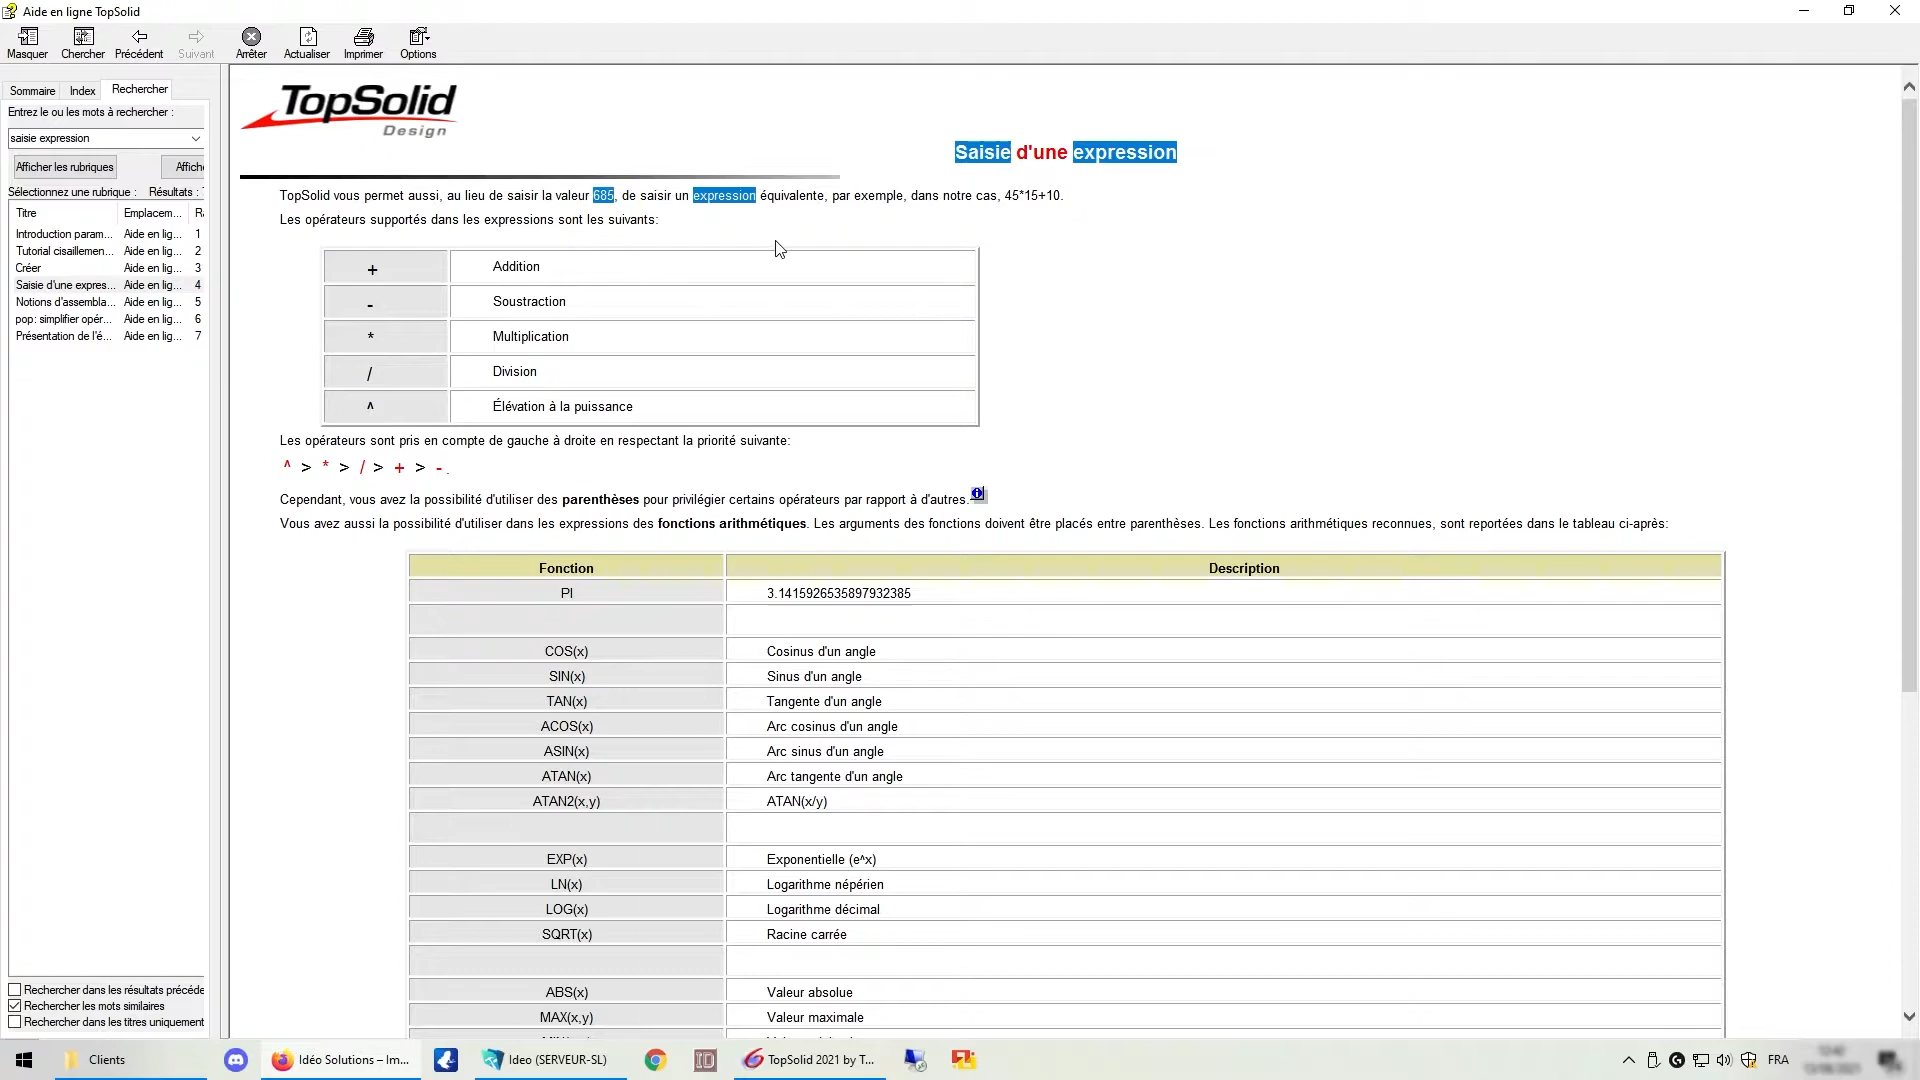 Aide en ligne TopSolid
Masquer Chercher Précédent Suivant Arrêter Actualiser Imprimer Options
Sommaire Index Rechercher
Entrez le ou les mots à rechercher :
saisie expression
Afficher les rubriques Affiche
Sélectionnez une rubrique : Résultats :
Titre Emplacem... Ra
Introduction param... Aide en lig... 1
Tutorial cisaillemen... Aide en lig... 2
Créer Aide en lig... 3
Saisie d'une expres... Aide en lig... 4
Notions d'assembla... Aide en lig... 5
pop: simplifier opér... Aide en lig... 6
Présentation de l'é... Aide en lig... 7
Rechercher dans les résultats précéde
Rechercher les mots similaires
Rechercher dans les titres uniquement
TopSolid
Design
Saisie d'une expression
TopSolid vous permet aussi, au lieu de saisir la valeur 685, de saisir un expression équivalente, par exemple, dans notre cas, 45*15+10.
Les opérateurs supportés dans les expressions sont les suivants:
+ Addition
- Soustraction
* Multiplication
/ Division
^ Élévation à la puissance
Les opérateurs sont pris en compte de gauche à droite en respectant la priorité suivante:
^ > * > / > + > - .
Cependant, vous avez la possibilité d'utiliser des parenthèses pour privilégier certains opérateurs par rapport à d'autres.
Vous avez aussi la possibilité d'utiliser dans les expressions des fonctions arithmétiques. Les arguments des fonctions doivent être placés entre parenthèses. Les fonctions arithmétiques reconnues, sont reportées dans le tableau ci-après:
Fonction Description
PI 3.1415926535897932385
COS(x) Cosinus d'un angle
SIN(x) Sinus d'un angle
TAN(x) Tangente d'un angle
ACOS(x) Arc cosinus d'un angle
ASIN(x) Arc sinus d'un angle
ATAN(x) Arc tangente d'un angle
ATAN2(x,y) ATAN(x/y)
EXP(x) Exponentielle (e^x)
LN(x) Logarithme népérien
LOG(x) Logarithme décimal
SQRT(x) Racine carrée
ABS(x) Valeur absolue
MAX(x,y) Valeur maximale
Clients Idéo Solutions – Im... Ideo (SERVEUR-SL) TopSolid 2021 by T... FRA